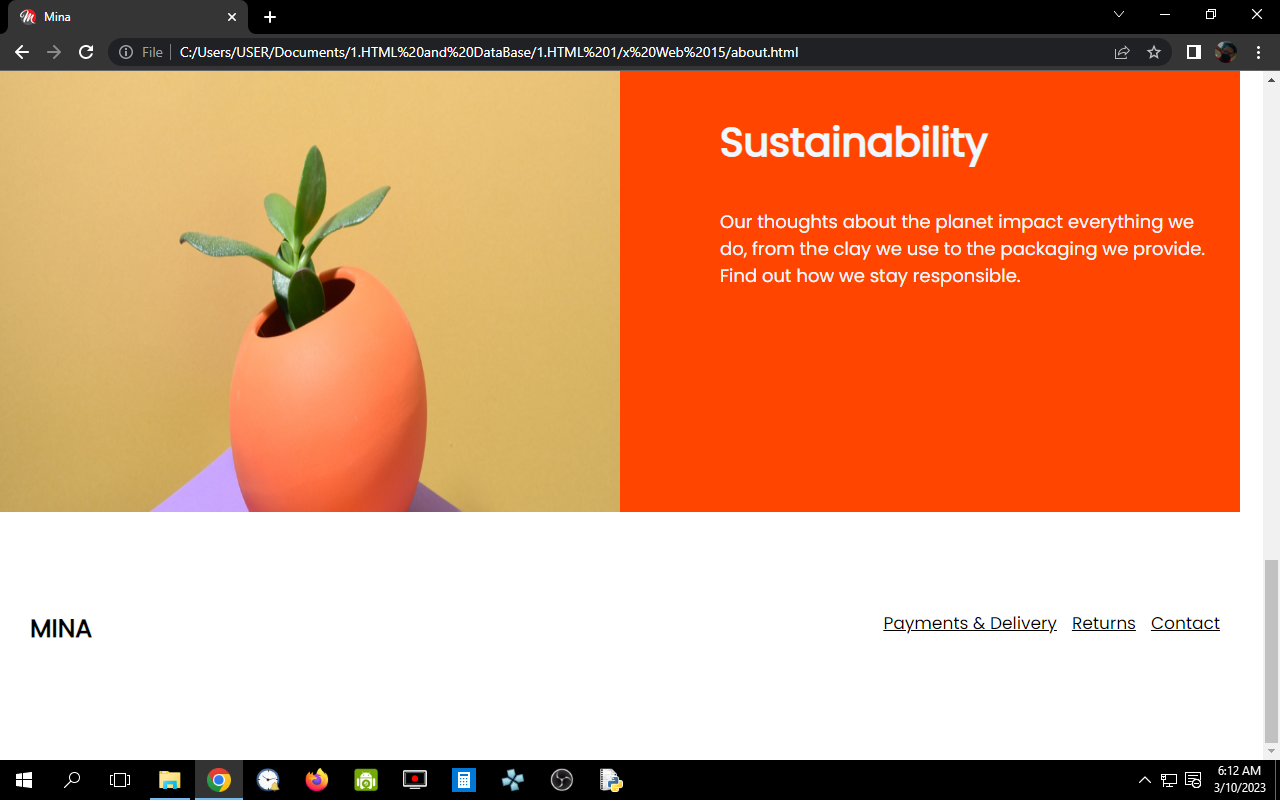 Mina
File
C:/Users/USER/Documents/1.HTML%20and%20DataBase/1.HTML%201/x%20Web%2015/about.html
Sustainability
Our thoughts about the planet impact everything we
do, from the clay we use to the packaging we provide.
Find out how we stay responsible.
MINA
Payments & Delivery Returns Contact
6:12 AM
3/10/2023